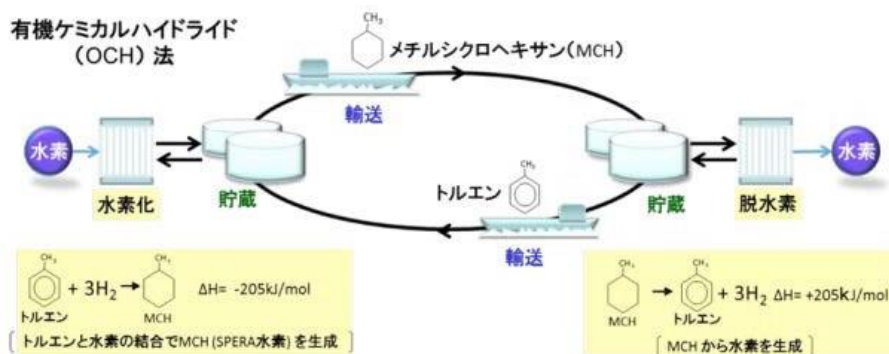 有機ケミカルハイドライド
(OCH) 法
CH₃
メチルシクロヘキサン(MCH)
輸送
水素
水素化
貯蔵
トルエン
CH₃
輸送
貯蔵
脱水素
水素
CH₃
CH₃
+ 3H₂ → ΔH= -205kJ/mol
トルエン
MCH
トルエンと水素の結合でMCH (SPERA水素) を生成
CH₃
CH₃
→ + 3H₂ ΔH= +205kJ/mol
MCH
トルエン
MCH から水素を生成